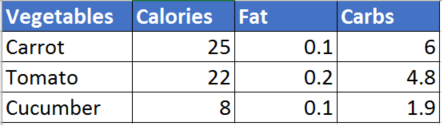 Vegetables Calories Fat Carbs
Carrot 25 0.1 6
Tomato 22 0.2 4.8
Cucumber 8 0.1 1.9